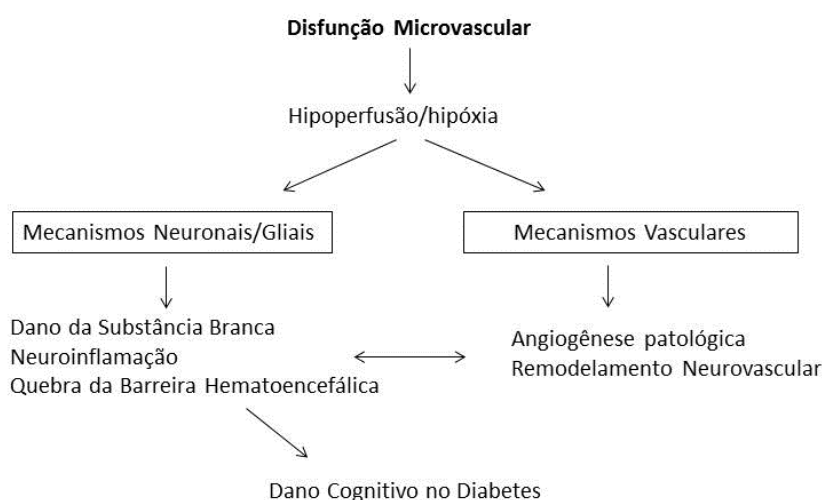 Disfunção Microvascular
Hipoperfusão/hipóxia
Mecanismos Neuronais/Gliais
Mecanismos Vasculares
Dano da Substância Branca
Neuroinflamação
Quebra da Barreira Hematoencefálica
Angiogênese patológica
Remodelamento Neurovascular
Dano Cognitivo no Diabetes